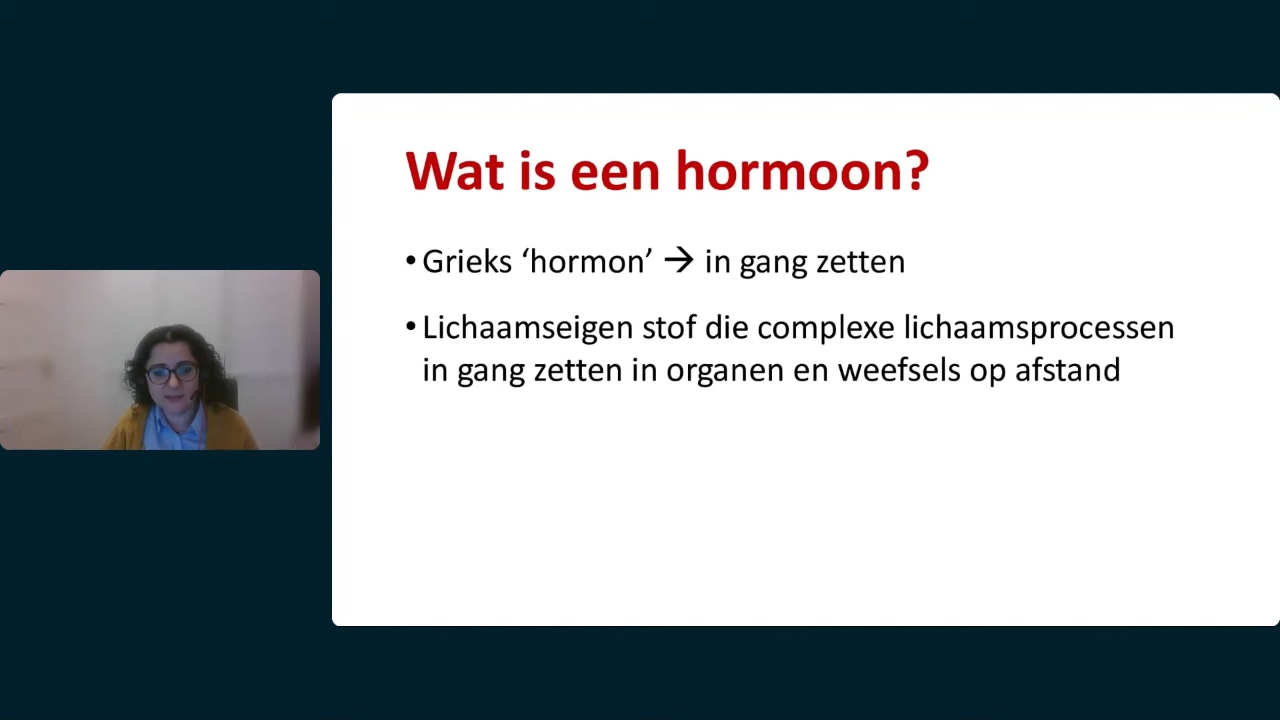 Wat is een hormoon?
• Grieks ‘hormon’ → in gang zetten
• Lichaamseigen stof die complexe lichaamsprocessen
in gang zetten in organen en weefsels op afstand